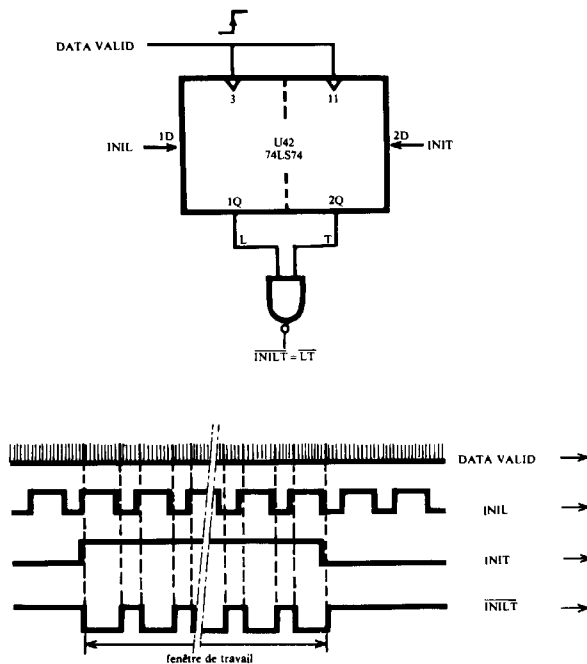 DATA VALID
3 11
1D 2D
INIL U42 INIT
74LS74
1Q 2Q
L T
INILT = LT
DATA VALID
INIL
INIT
INILT
fenêtre de travail